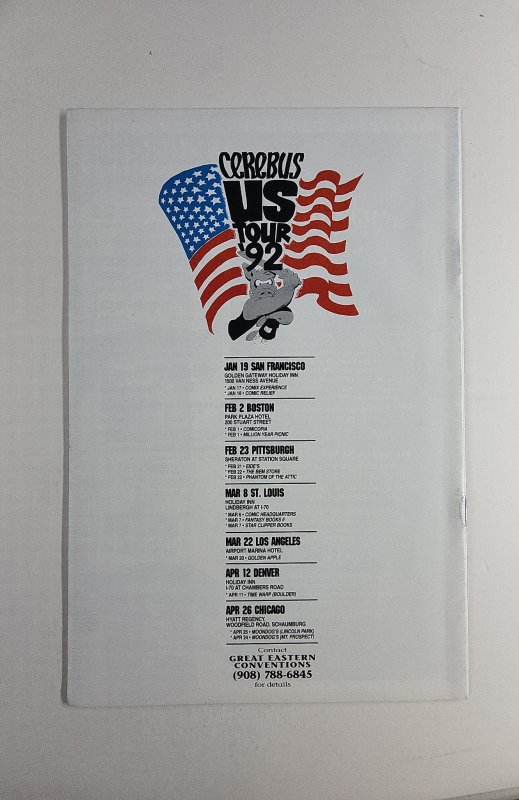 CEREBUS
US
TOUR
'92
JAN 19 SAN FRANCISCO
GOLDEN GATEWAY HOLIDAY INN
1500 VAN NESS AVENUE
* JAN 17 • COMIX EXPERIENCE
* JAN 18 • COMIC RELIEF
FEB 2 BOSTON
PARK PLAZA HOTEL
200 STUART STREET
* FEB 1 • COMICOPIA
* FEB 1 • MILLION YEAR PICNIC
FEB 23 PITTSBURGH
SHERATON AT STATION SQUARE
* FEB 21 • EIDE'S
* FEB 22 • THE BEM STORE
* FEB 22 • PHANTOM OF THE ATTIC
MAR 8 ST. LOUIS
HOLIDAY INN
LINDBERGH AT I-70
* MAR 6 • COMIC HEADQUARTERS
* MAR 7 • FANTASY BOOKS II
* MAR 7 • STAR CLIPPER BOOKS
MAR 22 LOS ANGELES
AIRPORT MARINA HOTEL
* MAR 20 • GOLDEN APPLE
APR 12 DENVER
HOLIDAY INN
I-70 AT CHAMBERS ROAD
* APR 11 • TIME WARP (BOULDER)
APR 26 CHICAGO
HYATT REGENCY
WOODFIELD ROAD, SCHAUMBURG
* APR 25 • MOONDOG'S (LINCOLN PARK)
* APR 24 • MOONDOG'S (MT. PROSPECT)
Contact
GREAT EASTERN
CONVENTIONS
(908) 788-6845
for details